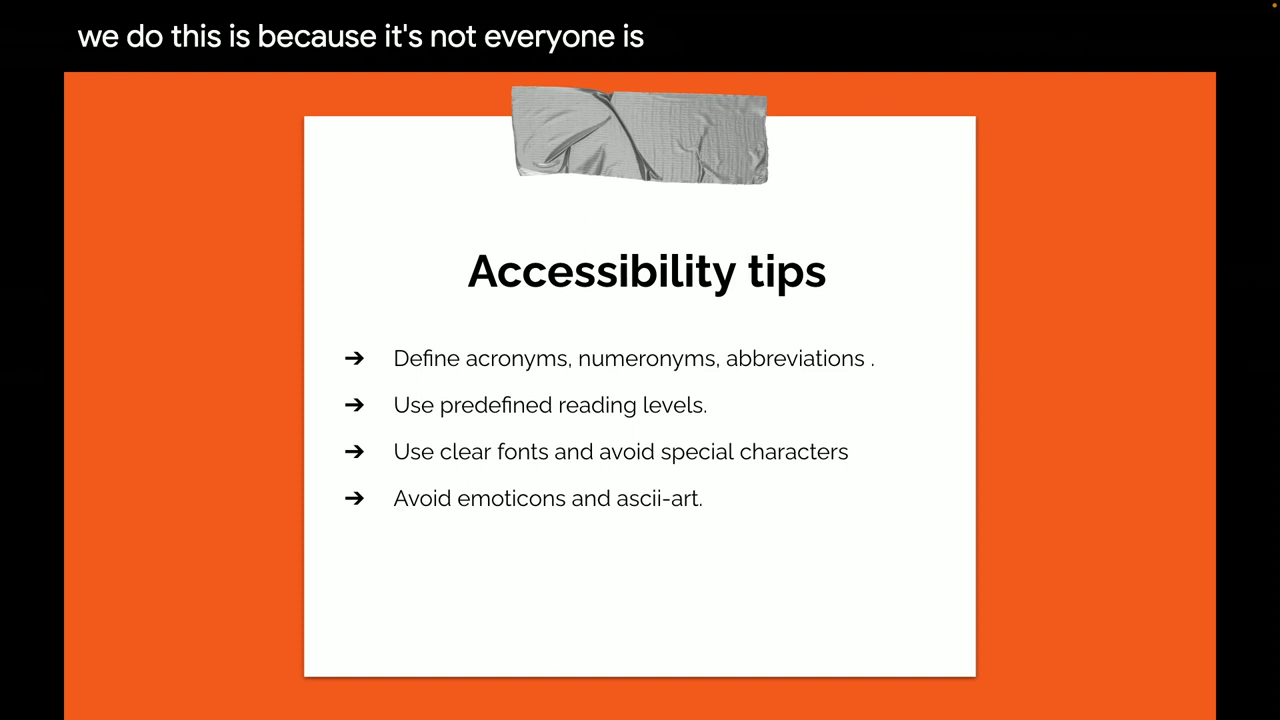 we do this is because it's not everyone is
Accessibility tips
➔ Define acronyms, numeronyms, abbreviations .
➔ Use predefined reading levels.
➔ Use clear fonts and avoid special characters
➔ Avoid emoticons and ascii-art.